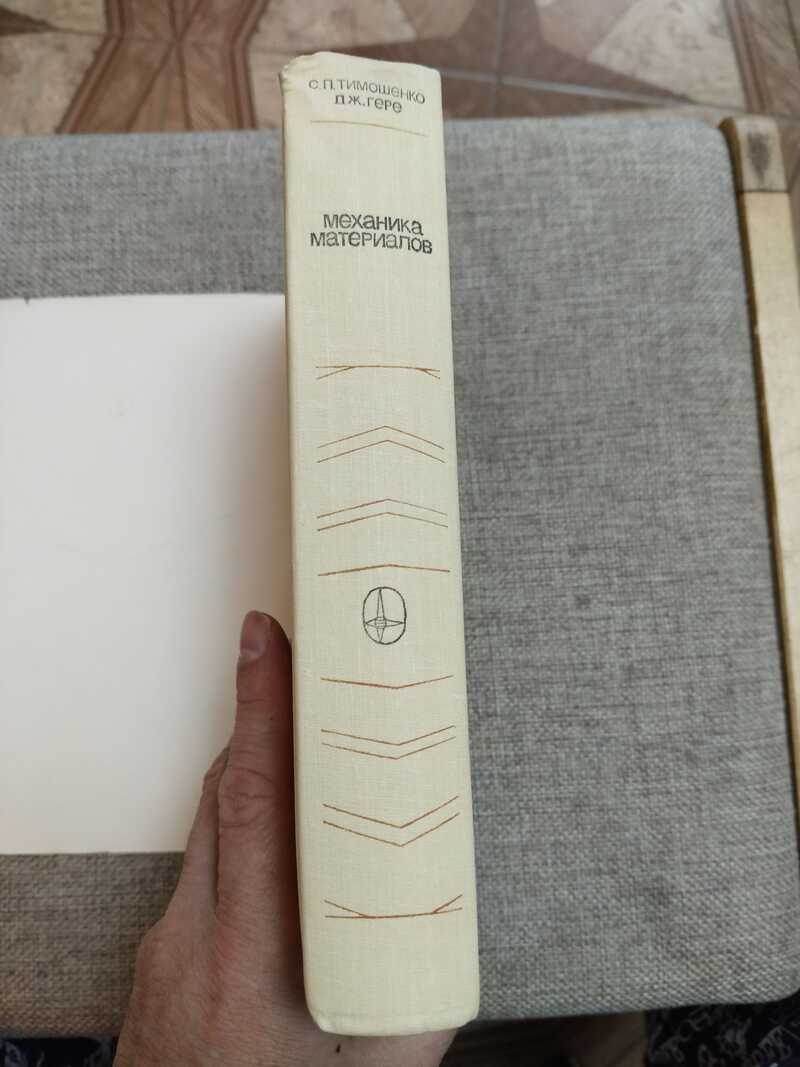 С.П.ТИМОШЕНКО
ДЖ.ГЕРЕ
механика
материалов